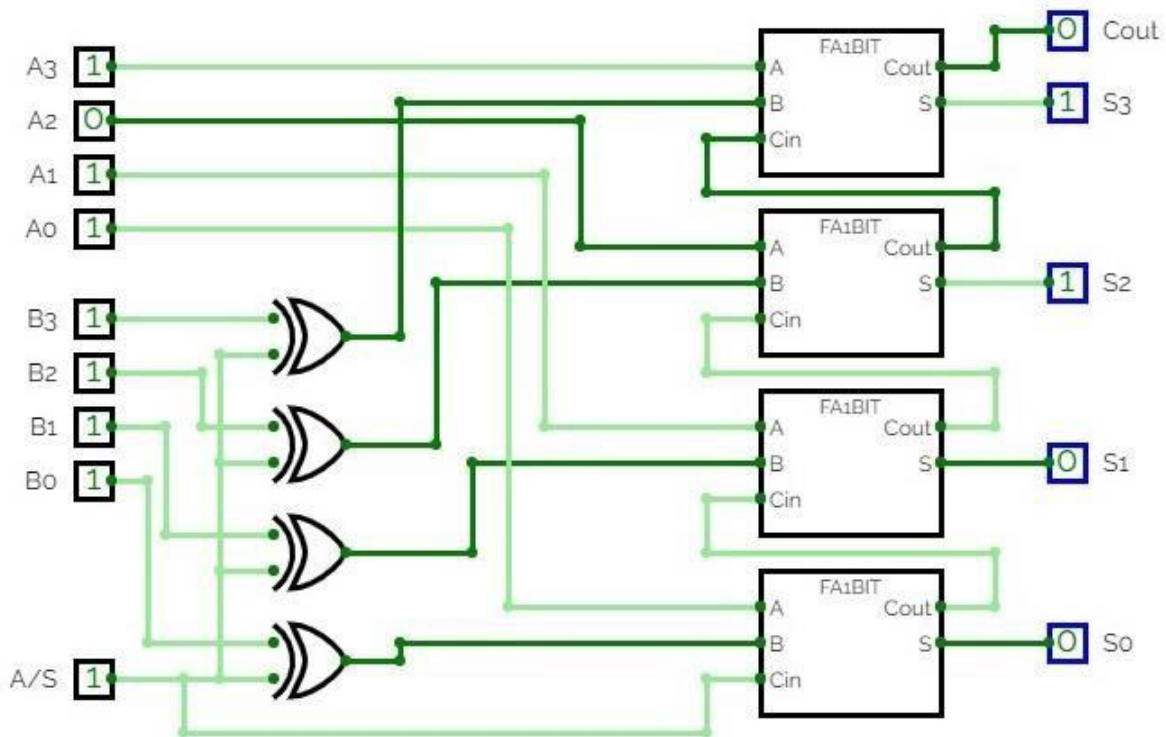 A3 1
A2 0
A1 1
A0 1
B3 1
B2 1
B1 1
B0 1
A/S 1
FA1BIT
A Cout
B S
Cin
0 Cout
1 S3
FA1BIT
A Cout
B S
Cin
1 S2
FA1BIT
A Cout
B S
Cin
0 S1
FA1BIT
A Cout
B S
Cin
0 S0